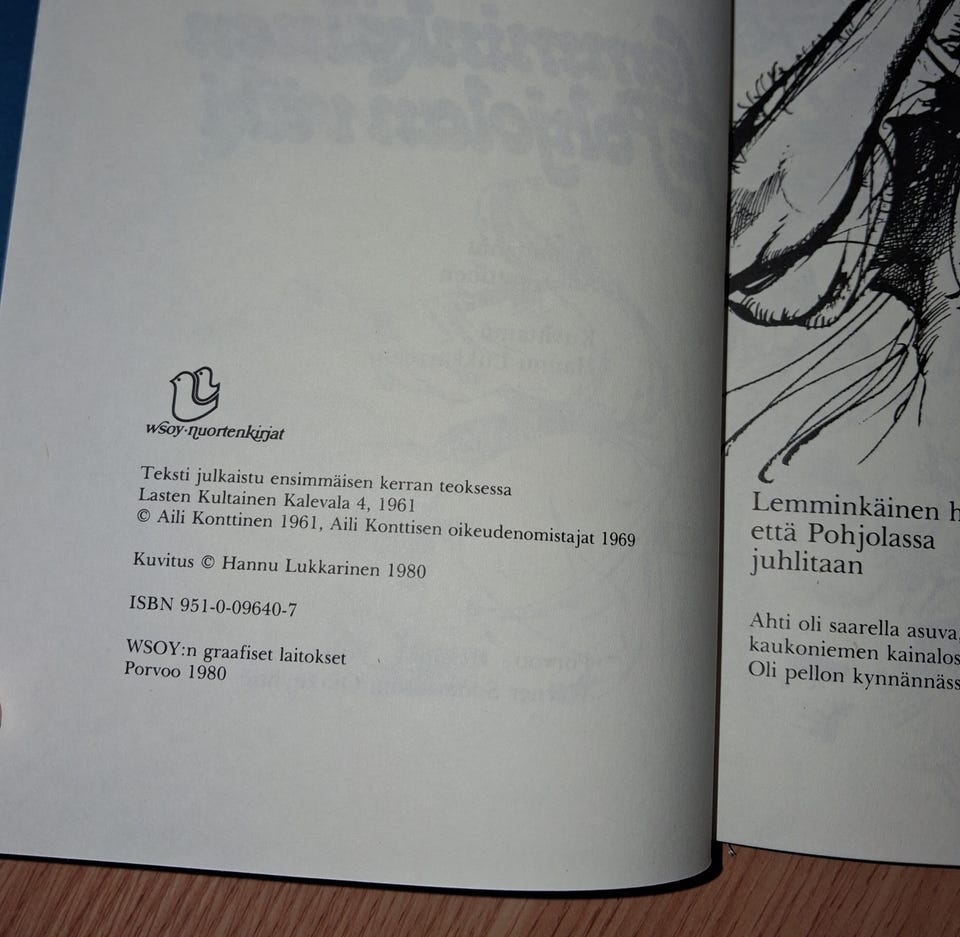 wsoy·nuortenkirjat
Teksti julkaistu ensimmäisen kerran teoksessa
Lasten Kultainen Kalevala 4, 1961
© Aili Konttinen 1961, Aili Konttisen oikeudenomistajat 1969
Kuvitus © Hannu Lukkarinen 1980
ISBN 951-0-09640-7
WSOY:n graafiset laitokset
Porvoo 1980
Lemminkäinen h
että Pohjolassa
juhlitaan
Ahti oli saarella asuva,
kaukoniemen kainalos
Oli pellon kynnännäss